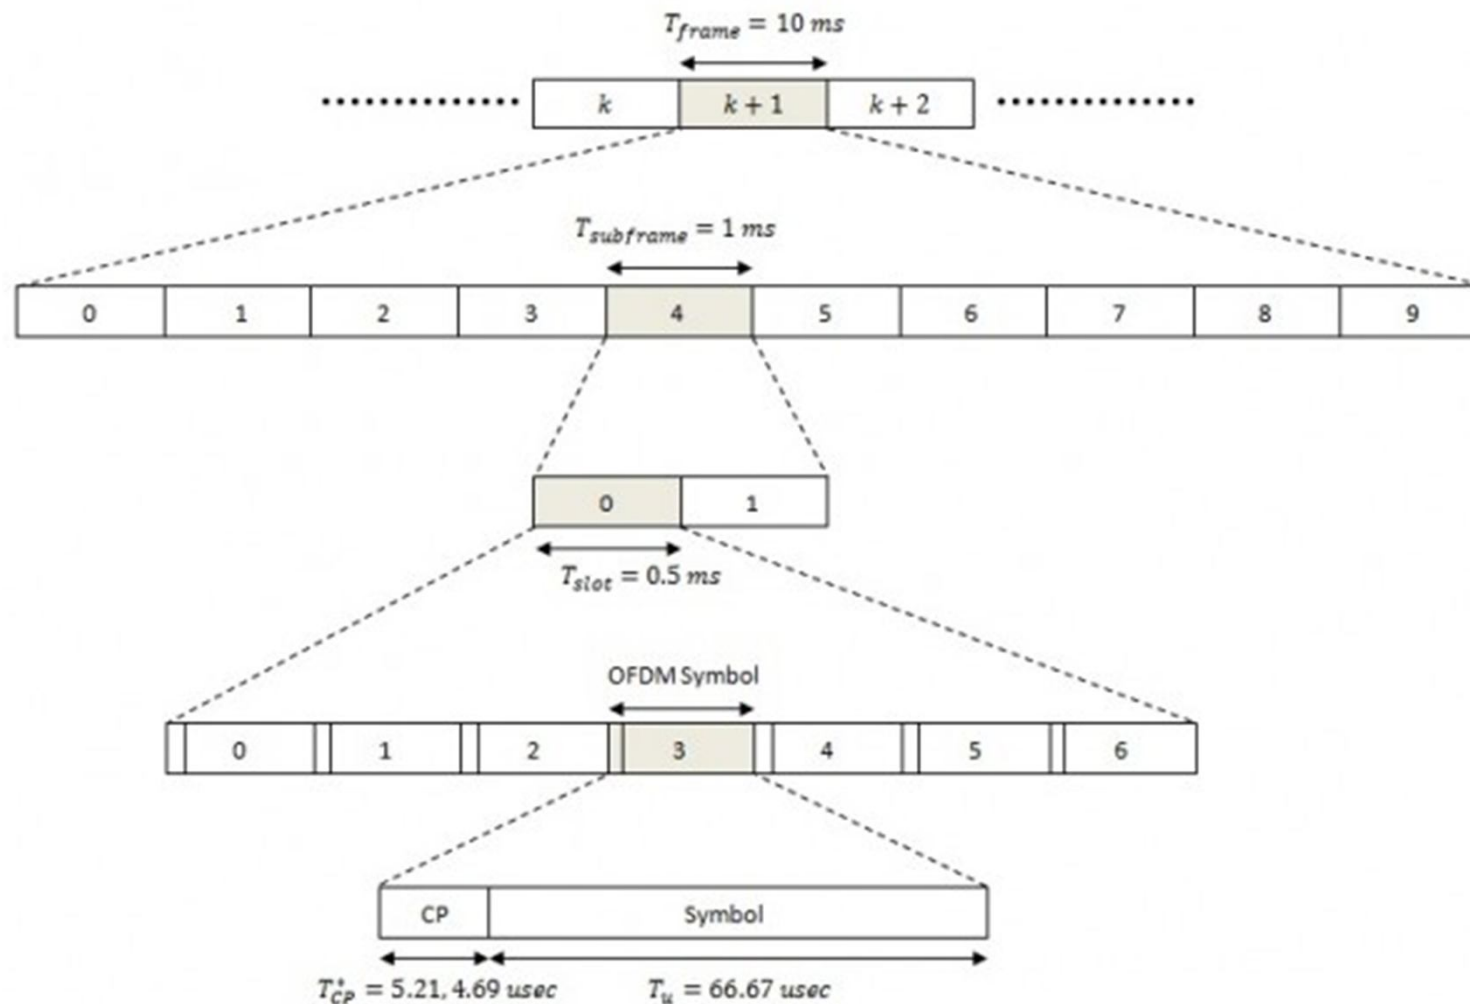 T_frame = 10 ms
k k + 1 k + 2
T_subframe = 1 ms
0 1 2 3 4 5 6 7 8 9
0 1
T_slot = 0.5 ms
OFDM Symbol
0 1 2 3 4 5 6
CP Symbol
T*_CP = 5.21, 4.69 usec T_u = 66.67 usec